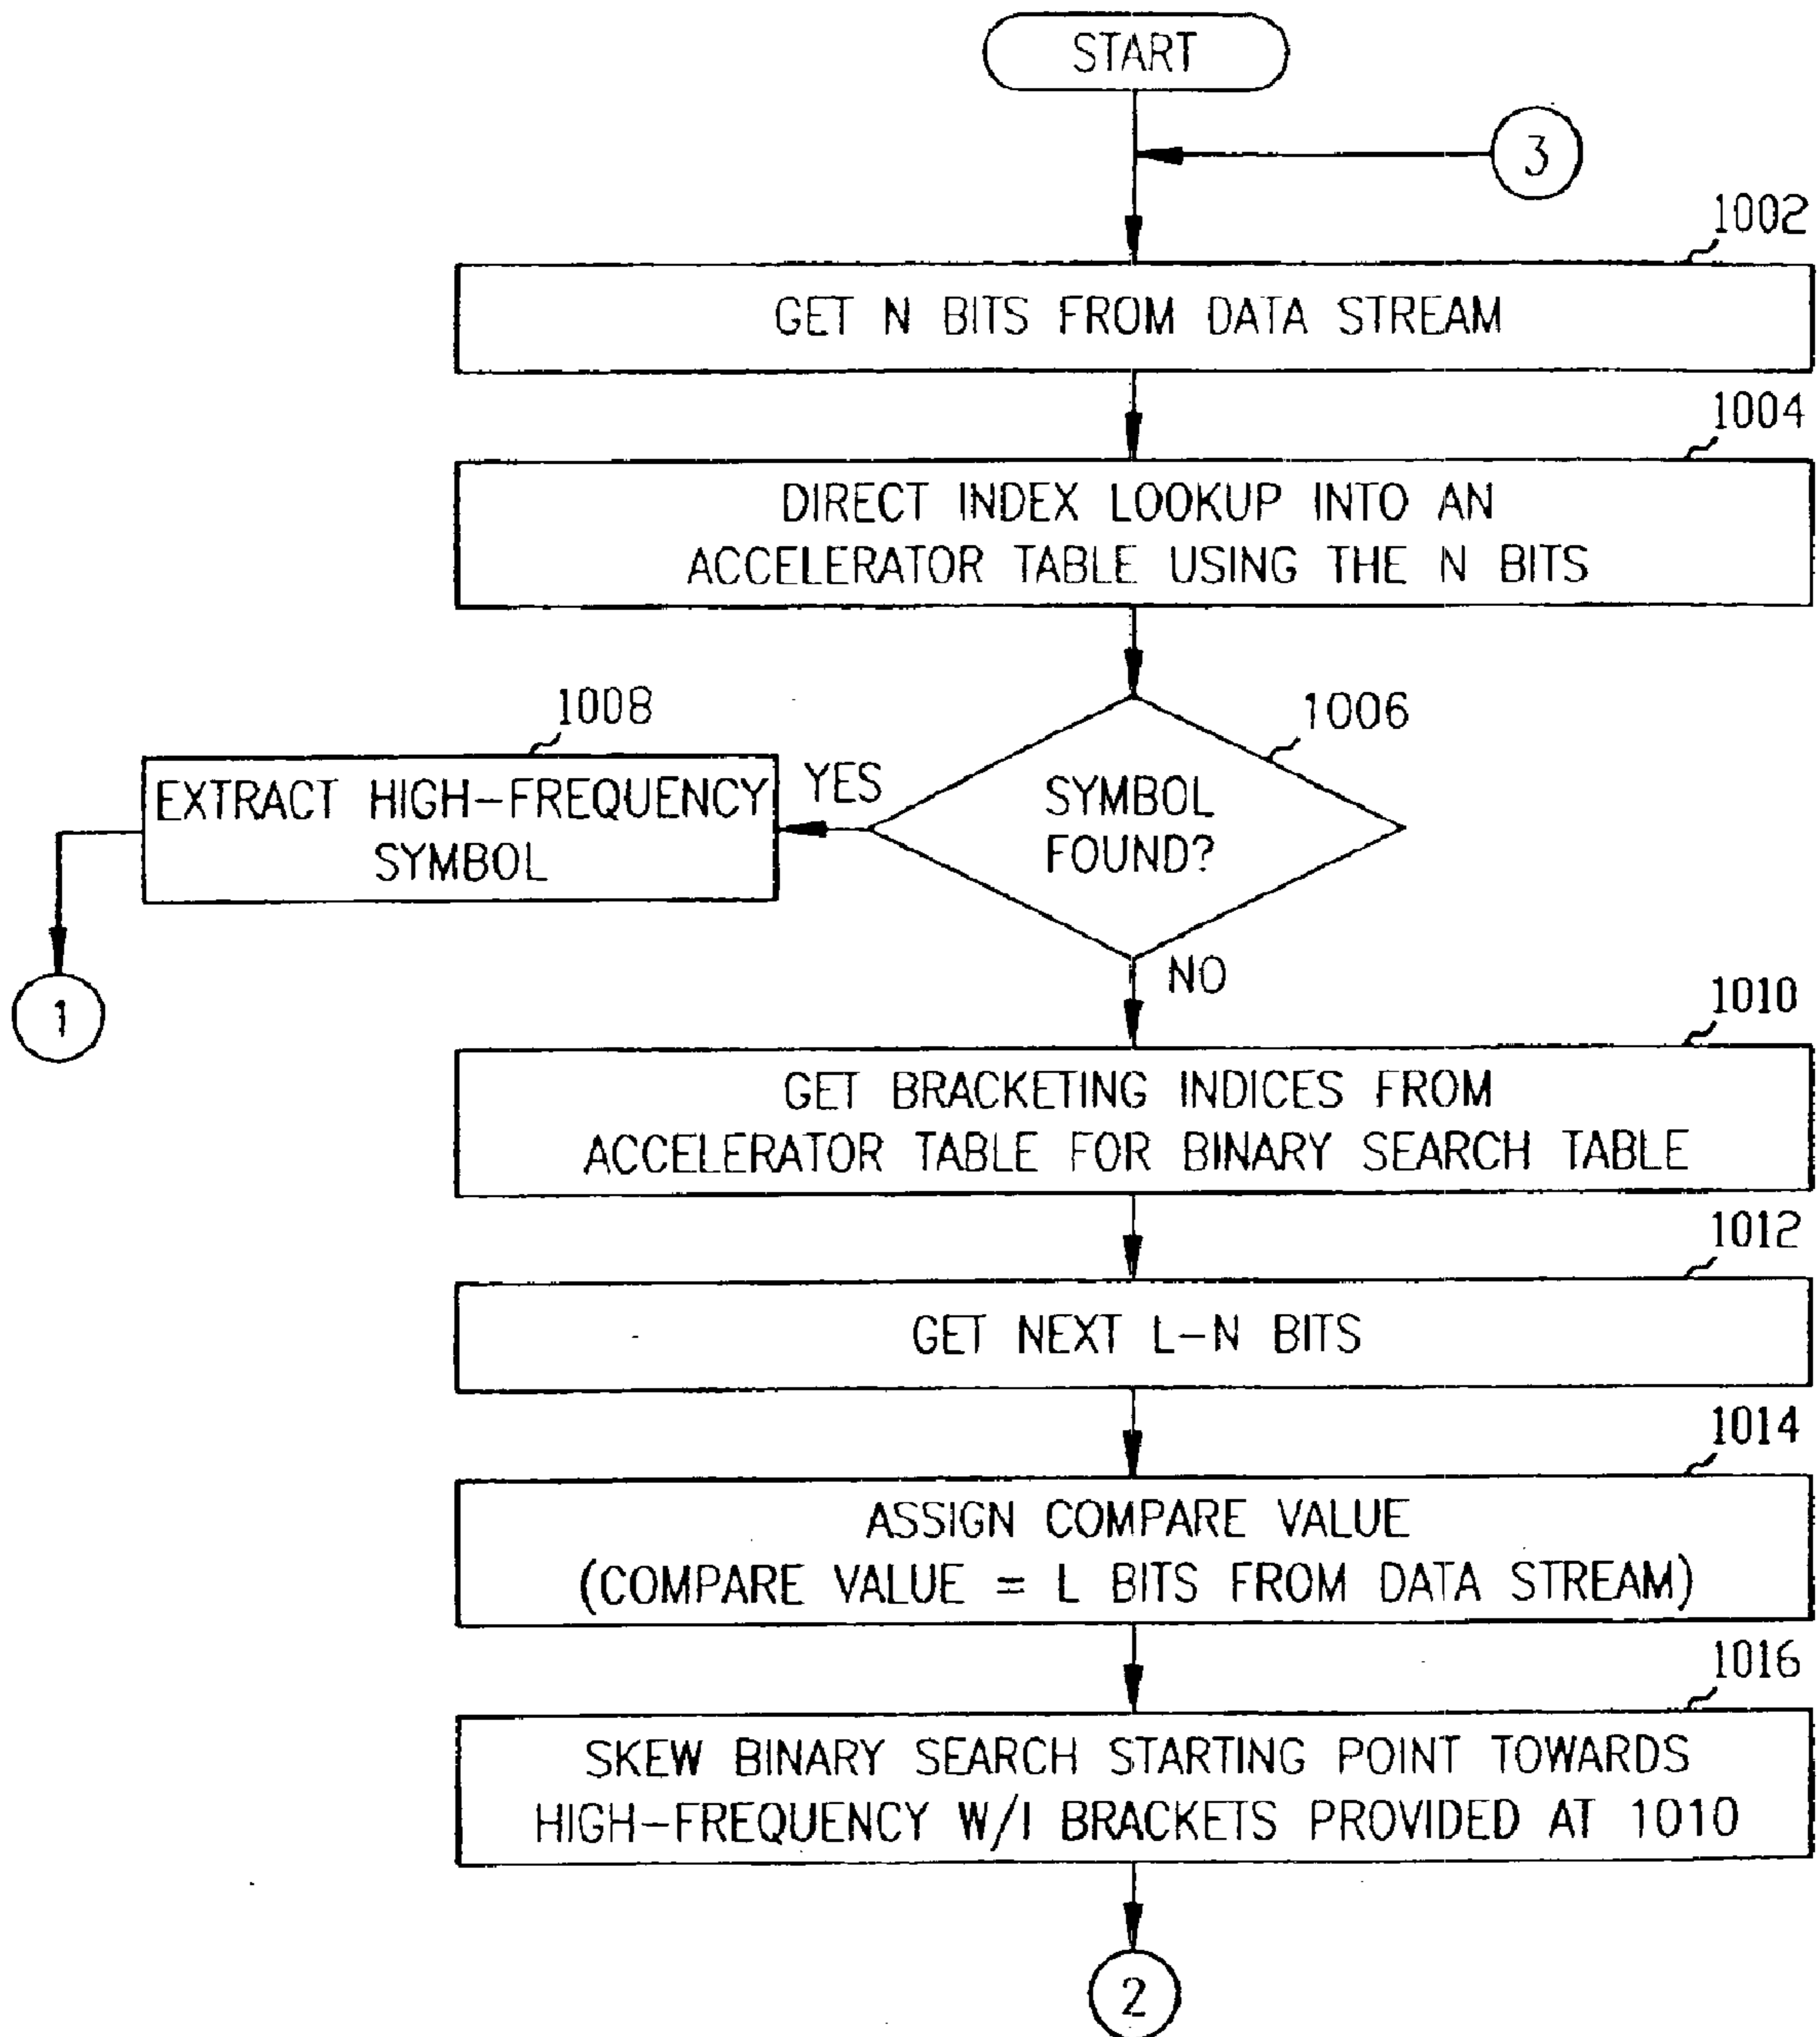 START
3
1002
GET N BITS FROM DATA STREAM
1004
DIRECT INDEX LOOKUP INTO AN
ACCELERATOR TABLE USING THE N BITS
1006
SYMBOL
FOUND?
YES
1008
EXTRACT HIGH-FREQUENCY
SYMBOL
1
NO
1010
GET BRACKETING INDICES FROM
ACCELERATOR TABLE FOR BINARY SEARCH TABLE
1012
GET NEXT L-N BITS
1014
ASSIGN COMPARE VALUE
(COMPARE VALUE = L BITS FROM DATA STREAM)
1016
SKEW BINARY SEARCH STARTING POINT TOWARDS
HIGH-FREQUENCY W/I BRACKETS PROVIDED AT 1010
2